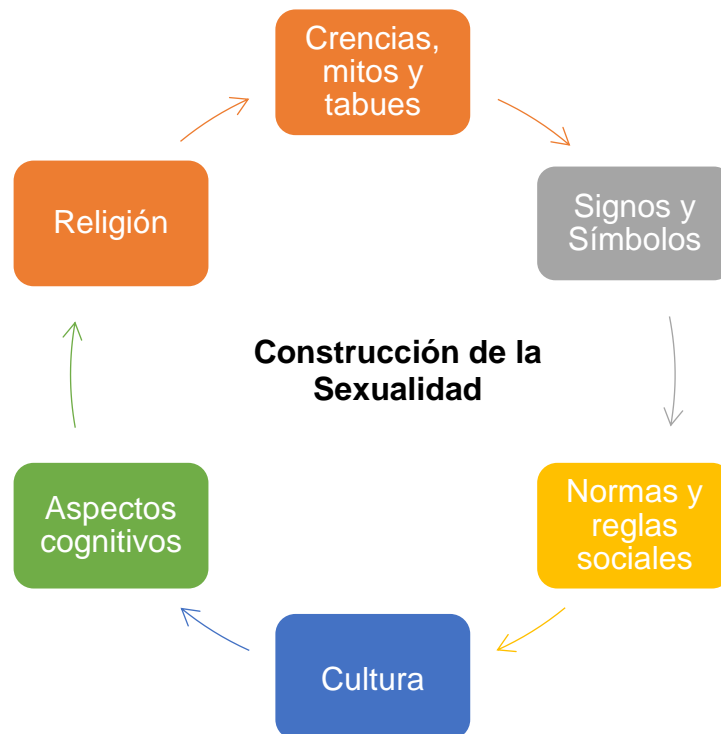 Crencias,
mitos y
tabues
Religión
Signos y
Símbolos
Construcción de la
Sexualidad
Aspectos
cognitivos
Normas y
reglas
sociales
Cultura